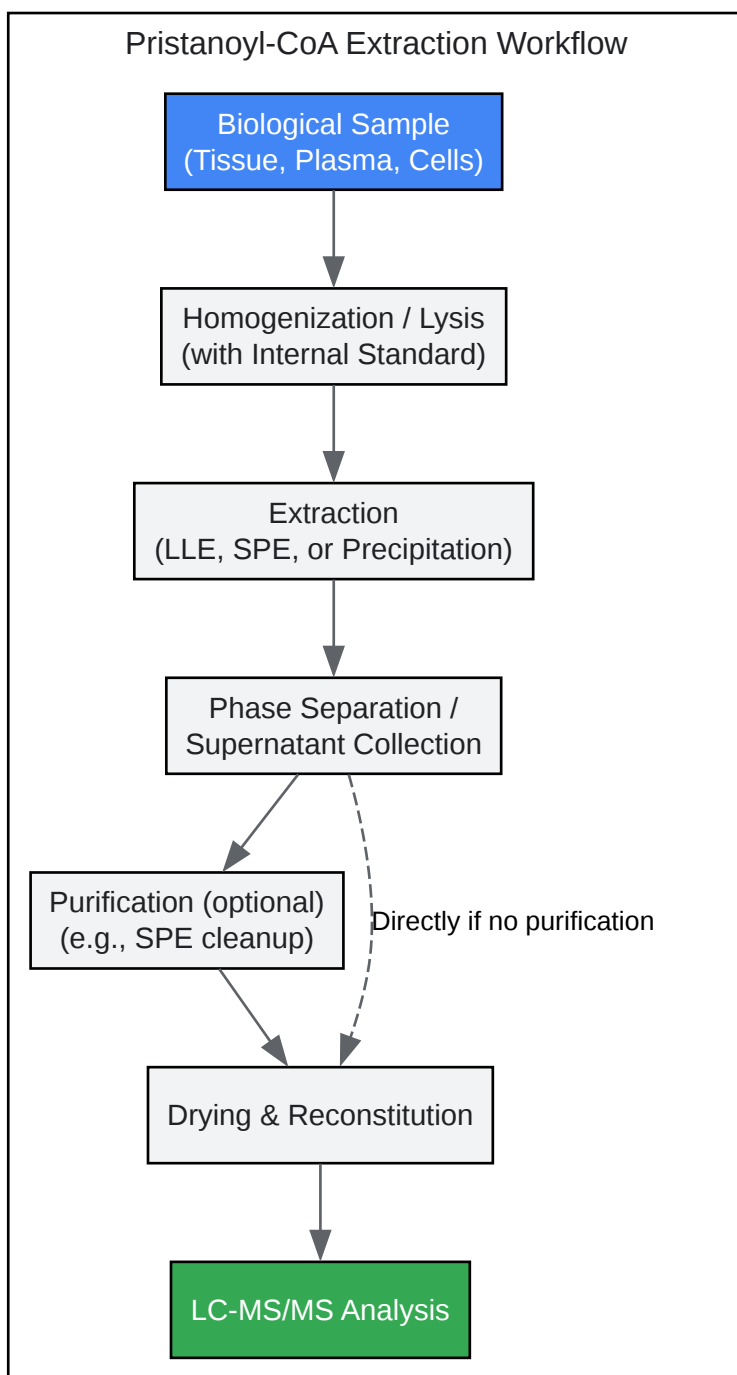 Pristanoyl-CoA Extraction Workflow
Biological Sample
(Tissue, Plasma, Cells)
Homogenization / Lysis
(with Internal Standard)
Extraction
(LLE, SPE, or Precipitation)
Phase Separation /
Supernatant Collection
Purification (optional)
(e.g., SPE cleanup)
Directly if no purification
Drying & Reconstitution
LC-MS/MS Analysis